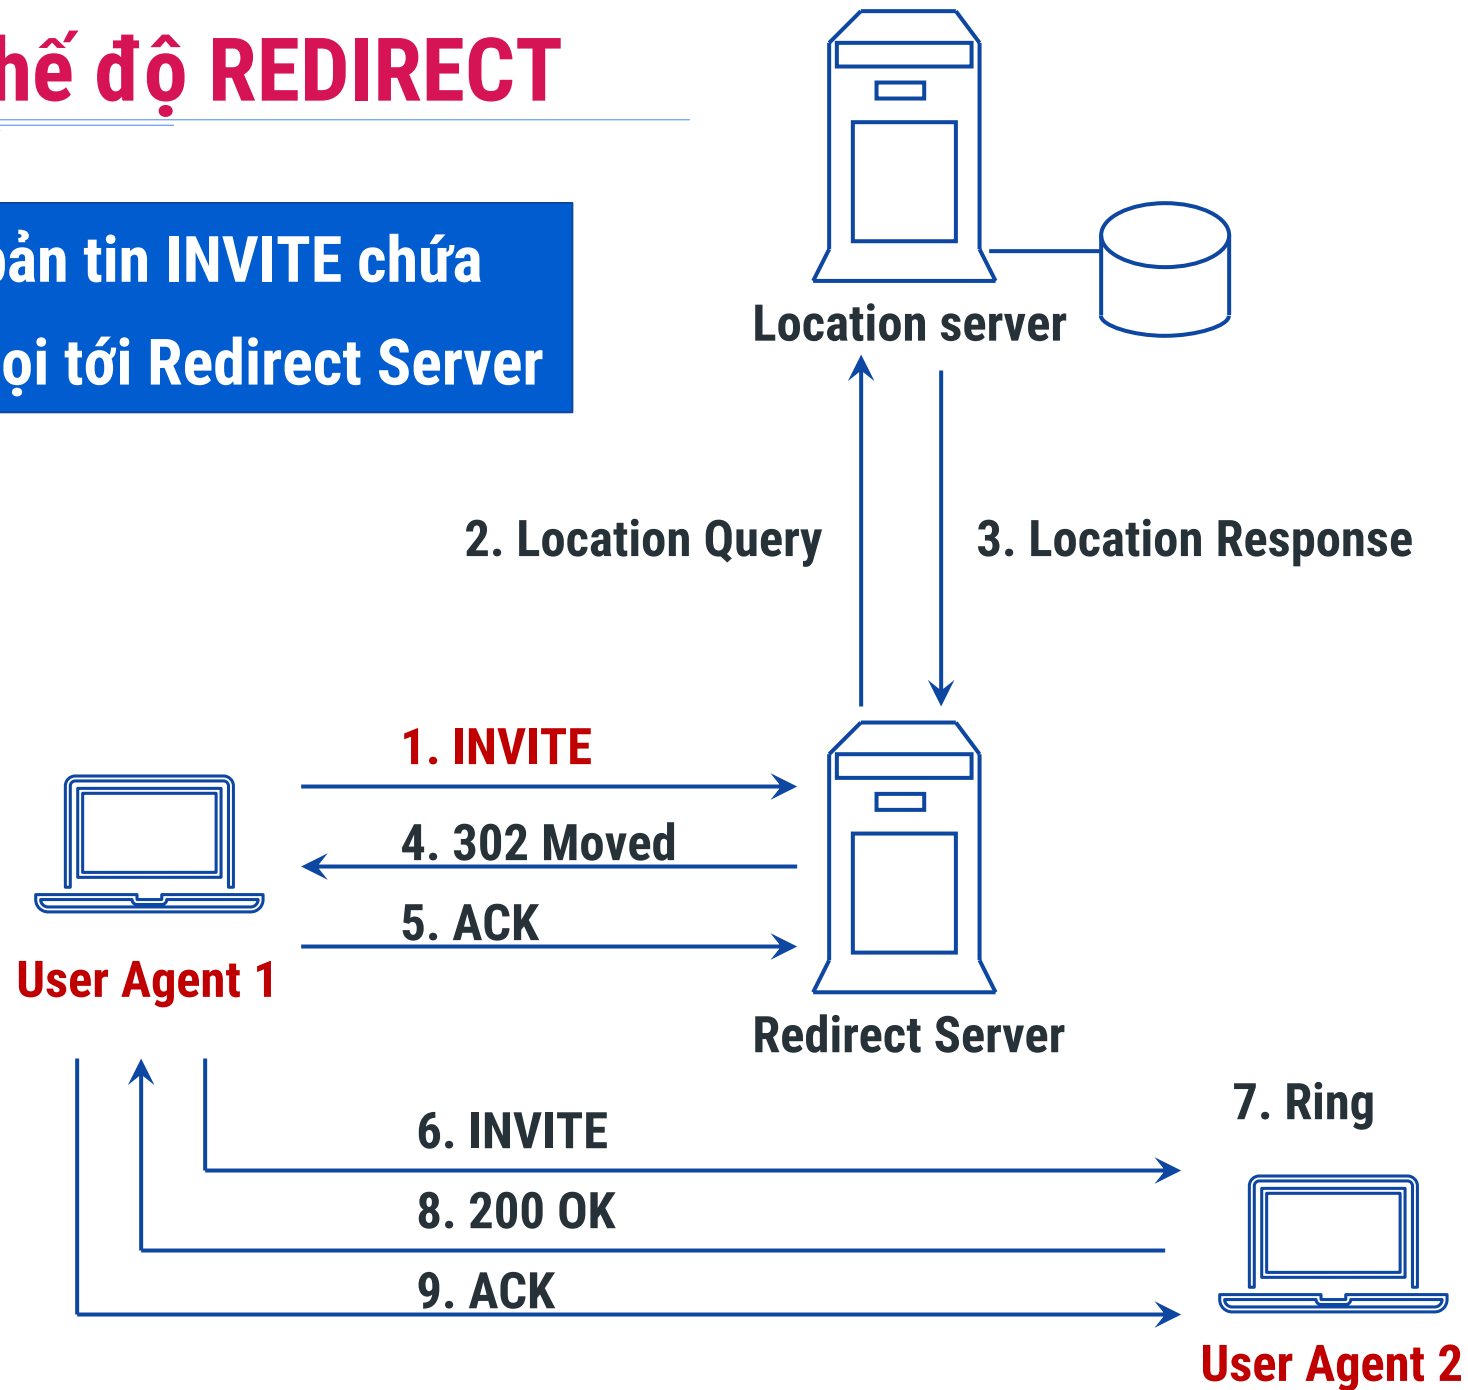 hế độ REDIRECT
bản tin INVITE chứa
ọi tới Redirect Server
Location server
2. Location Query
3. Location Response
1. INVITE
4. 302 Moved
5. ACK
User Agent 1
Redirect Server
7. Ring
6. INVITE
8. 200 OK
9. ACK
User Agent 2